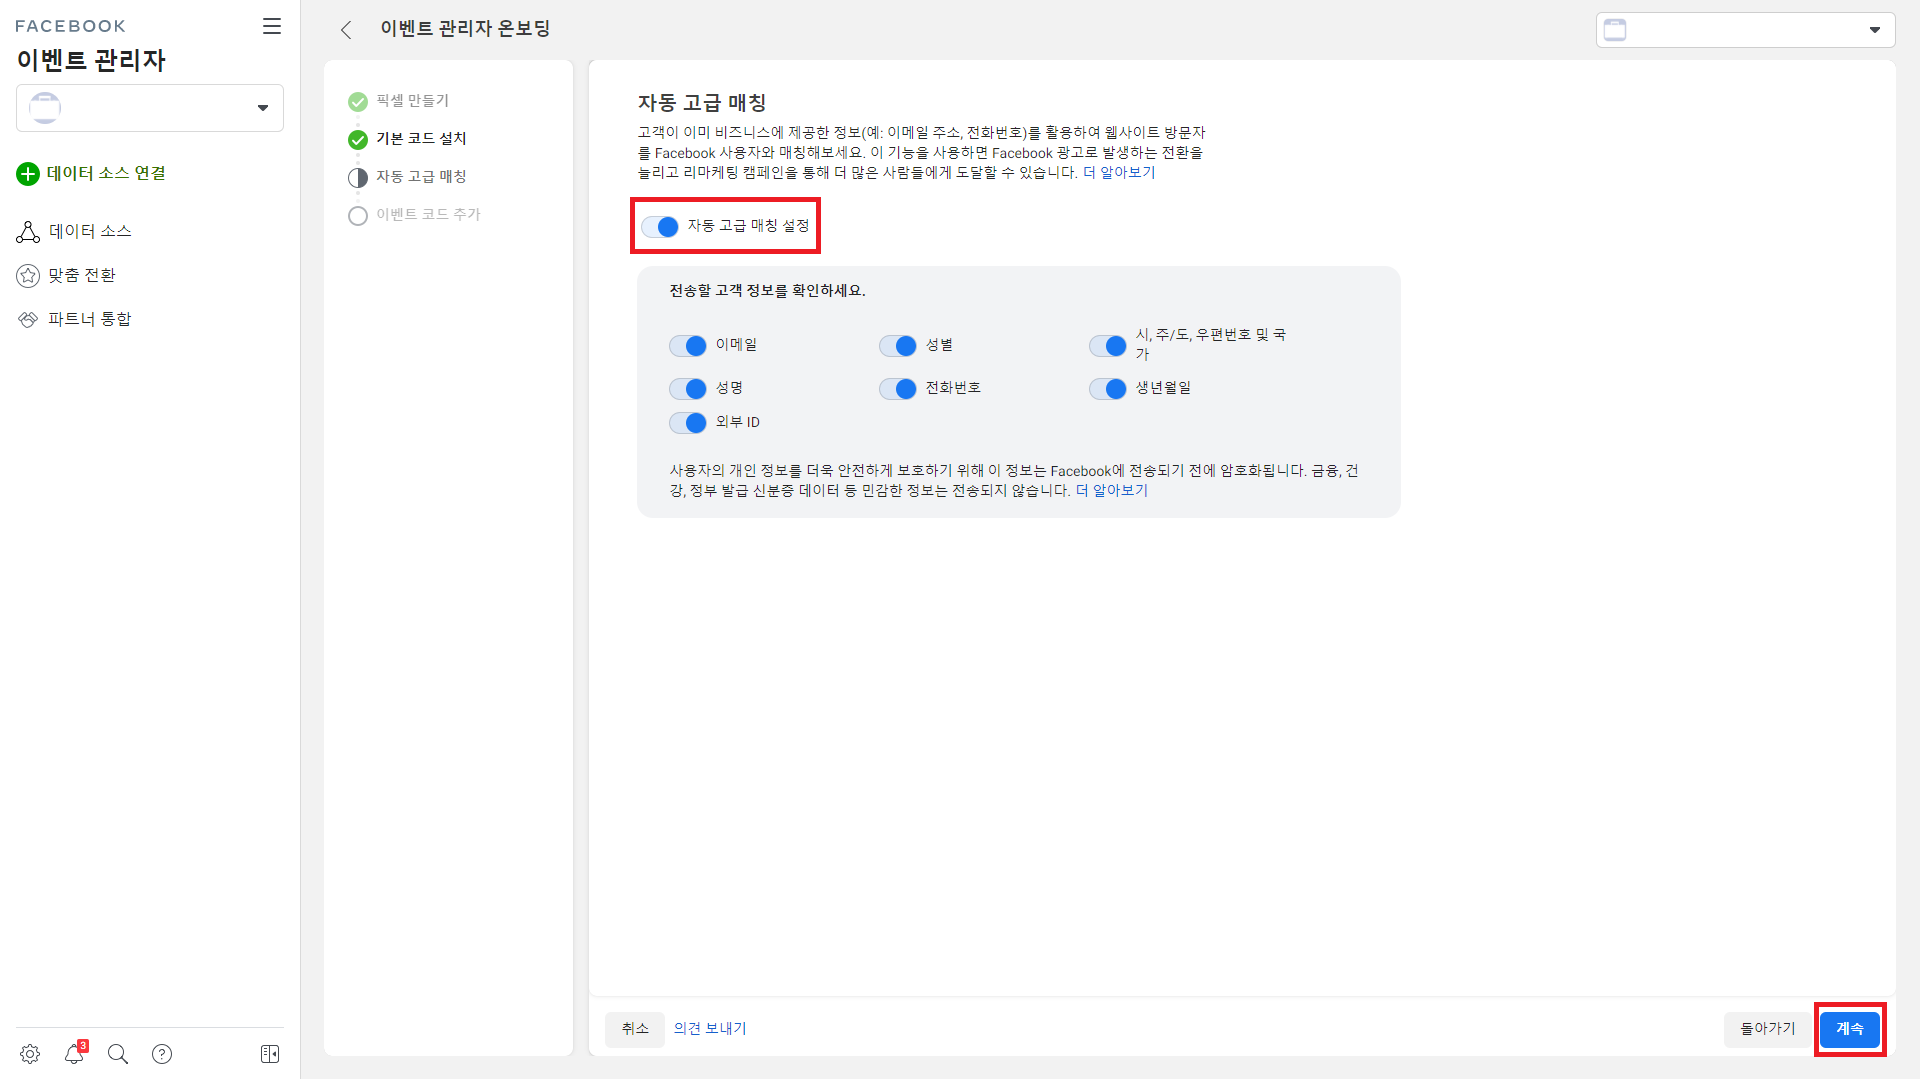 FACEBOOK
이벤트 관리자
데이터 소스 연결
데이터 소스
맞춤 전환
파트너 통합
3
이벤트 관리자 온보딩
픽셀 만들기
기본 코드 설치
자동 고급 매칭
이벤트 코드 추가
자동 고급 매칭
고객이 이미 비즈니스에 제공한 정보(예: 이메일 주소, 전화번호)를 활용하여 웹사이트 방문자
를 Facebook 사용자와 매칭해보세요. 이 기능을 사용하면 Facebook 광고로 발생하는 전환을
늘리고 리마케팅 캠페인을 통해 더 많은 사람들에게 도달할 수 있습니다. 더 알아보기
자동 고급 매칭 설정
전송할 고객 정보를 확인하세요.
이메일
성별
시, 주/도, 우편번호 및 국
가
성명
전화번호
생년월일
외부 ID
사용자의 개인 정보를 더욱 안전하게 보호하기 위해 이 정보는 Facebook에 전송되기 전에 암호화됩니다. 금융, 건
강, 정부 발급 신분증 데이터 등 민감한 정보는 전송되지 않습니다. 더 알아보기
취소
의견 보내기
돌아가기
계속